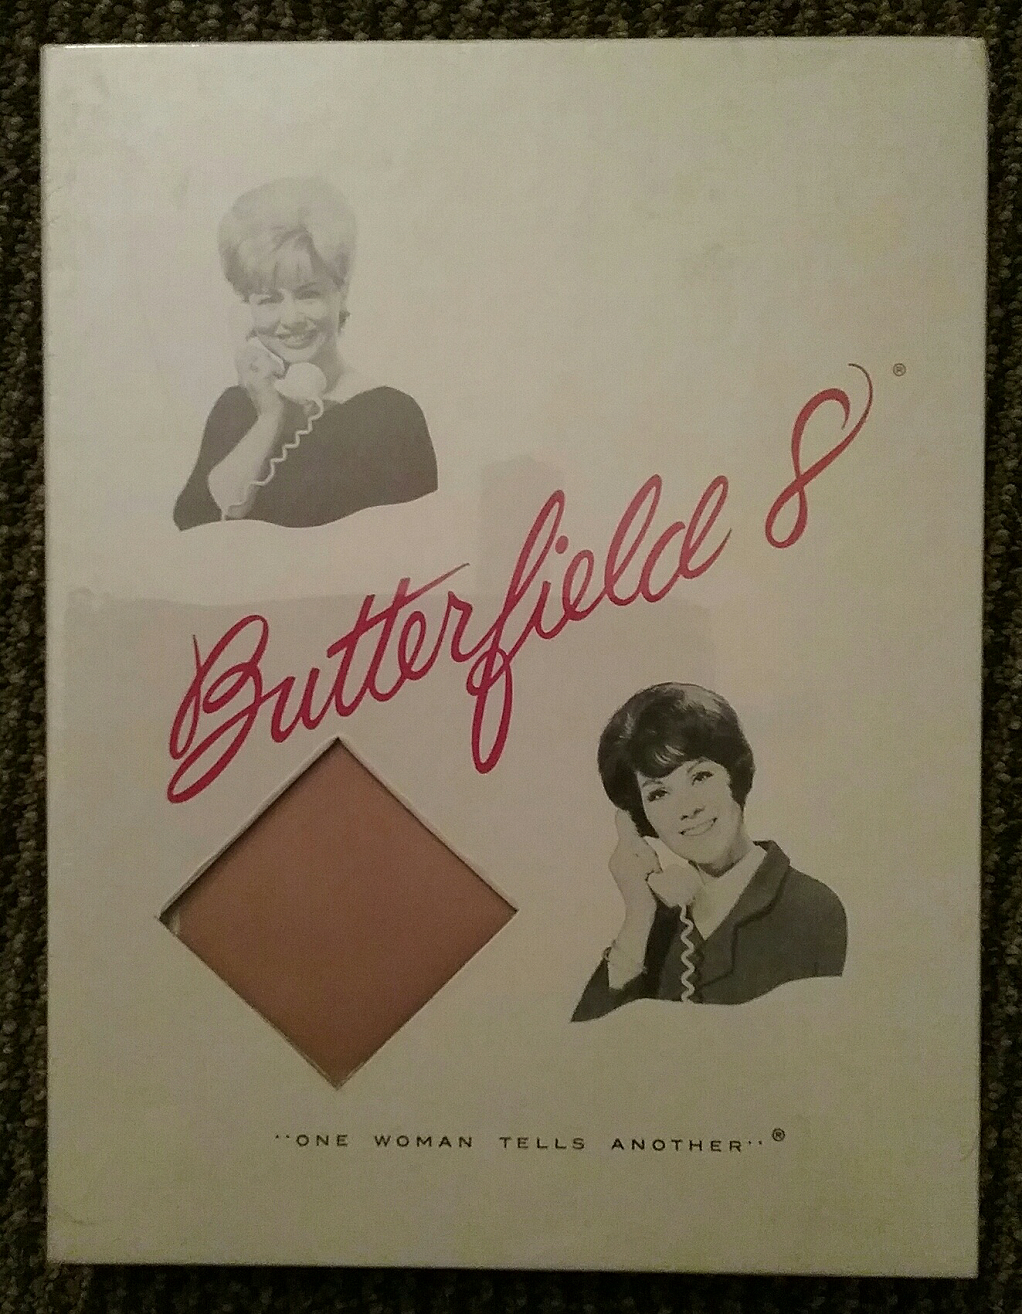 Butterfield 8 ®
"ONE WOMAN TELLS ANOTHER" ®